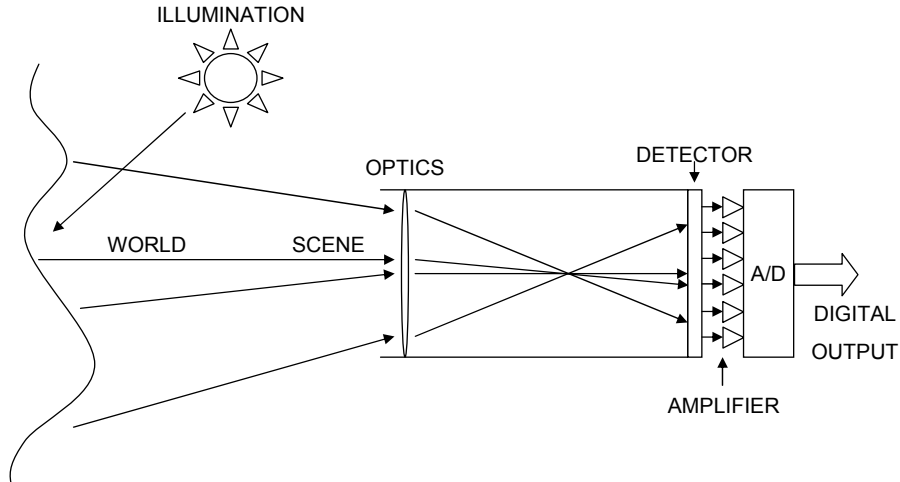 ILLUMINATION
OPTICS
DETECTOR
WORLD
SCENE
A/D
DIGITAL
OUTPUT
AMPLIFIER